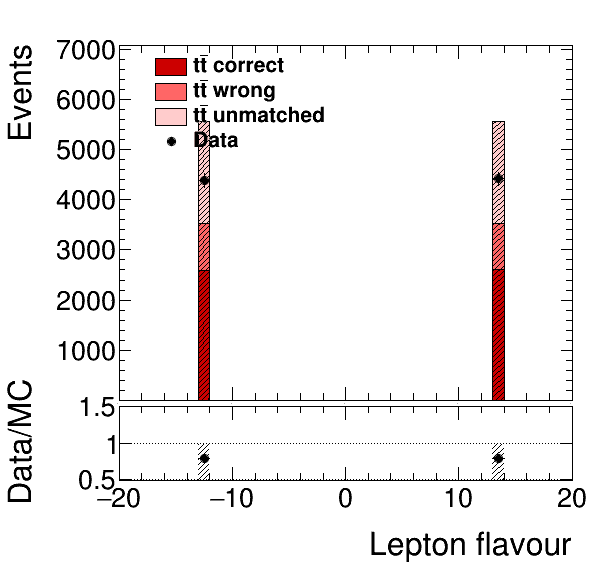 Events
7000
6000
5000
4000
3000
2000
1000
tt̄ correct
tt̄ wrong
tt̄ unmatched
Data
Data/MC
1.5
1
0.5
−20
−10
0
10
20
Lepton flavour